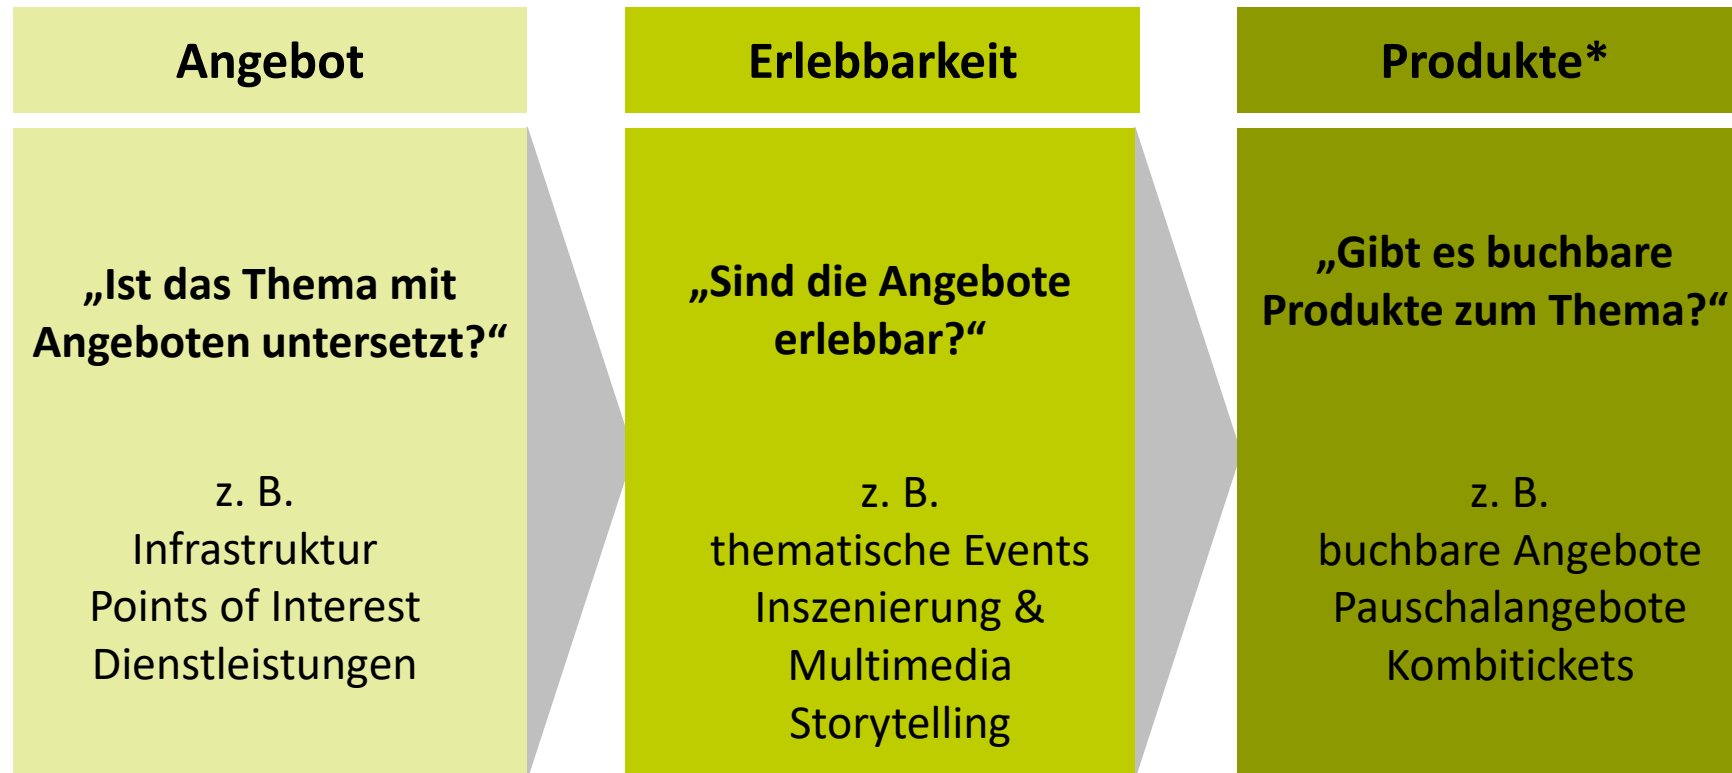 Angebot
„Ist das Thema mit
Angeboten untersetzt?“
z. B.
Infrastruktur
Points of Interest
Dienstleistungen
Erlebbarkeit
„Sind die Angebote
erlebbar?“
z. B.
thematische Events
Inszenierung &
Multimedia
Storytelling
Produkte*
„Gibt es buchbare
Produkte zum Thema?“
z. B.
buchbare Angebote
Pauschalangebote
Kombitickets